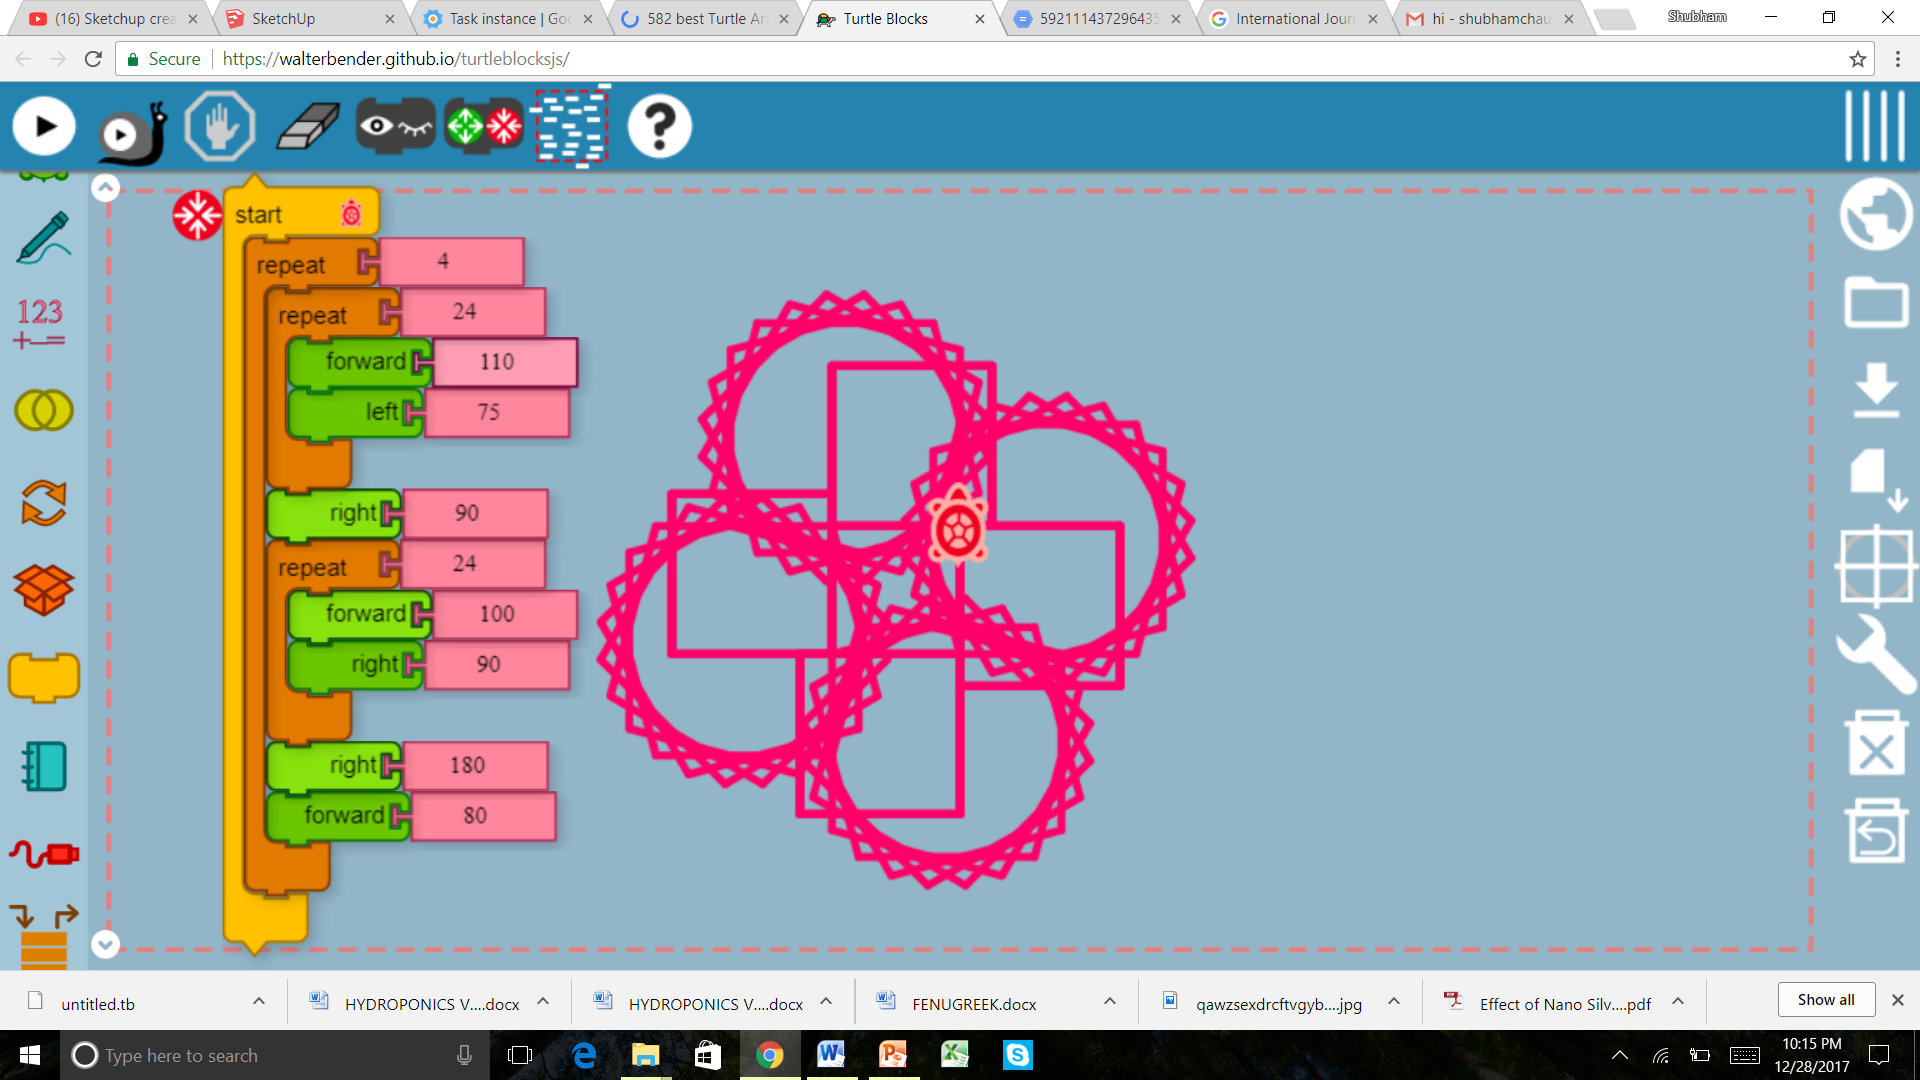 (16) Sketchup crea
SketchUp
Task instance | Goo
582 best Turtle Ar
Turtle Blocks
592111437296435
International Jour
hi - shubhamchau
Shubham
Secure
https://walterbender.github.io/turtleblocksjs/
?
start
repeat 4
repeat 24
forward 110
left 75
right 90
repeat 24
forward 100
right 90
right 180
forward 80
123
+-=
untitled.tb
HYDROPONICS V....docx
HYDROPONICS V....docx
FENUGREEK.docx
qawzsexdrcftvgyb....jpg
Effect of Nano Silv....pdf
Show all
Type here to search
10:15 PM
12/28/2017